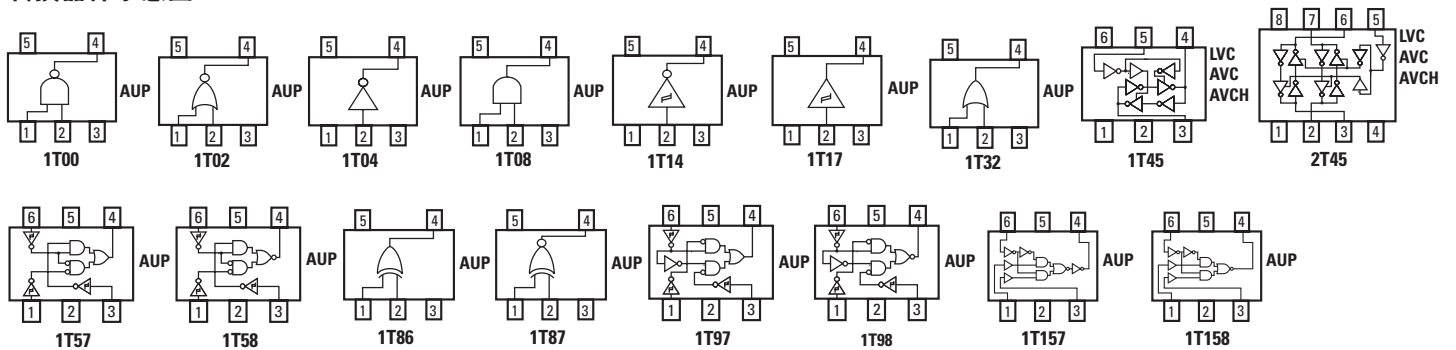 5 4 5 4 5 4 5 4 5 4 5 4 5 4 6 5 4 8 7 6 5
LVC LVC
AVC AVC
AVCH AVCH
AUP AUP AUP AUP AUP AUP AUP
1 2 3 1 2 3 1 2 3 1 2 3 1 2 3 1 2 3 1 2 3 1 2 3 1 2 3 4
1T00 1T02 1T04 1T08 1T14 1T17 1T32 1T45 2T45
6 5 4 6 5 4 5 4 5 4 6 5 4 6 5 4 6 5 4 6 5 4
AUP AUP AUP AUP AUP AUP AUP AUP
1 2 3 1 2 3 1 2 3 1 2 3 1 2 3 1 2 3 1 2 3 1 2 3
1T57 1T58 1T86 1T87 1T97 1T98 1T157 1T158